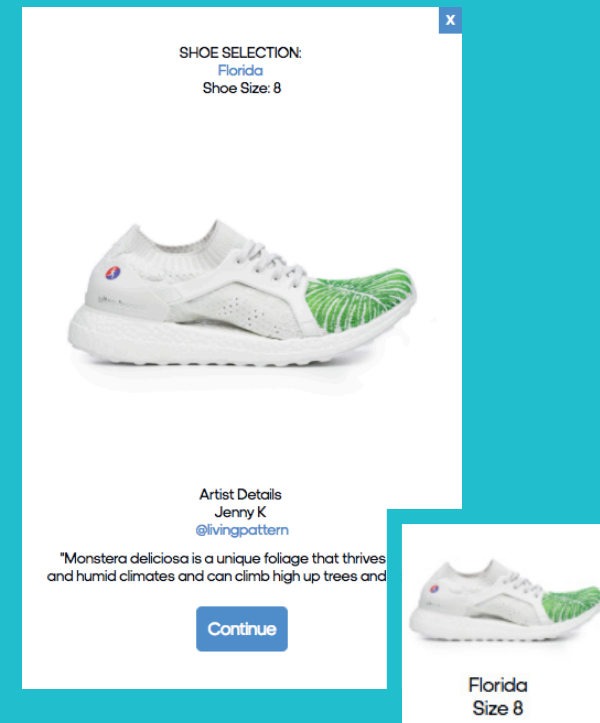 X
SHOE SELECTION:
Florida
Shoe Size: 8
Artist Details
Jenny K
@livingpattern
"Monstera deliciosa is a unique foliage that thrives
and humid climates and can climb high up trees and
Continue
Florida
Size 8